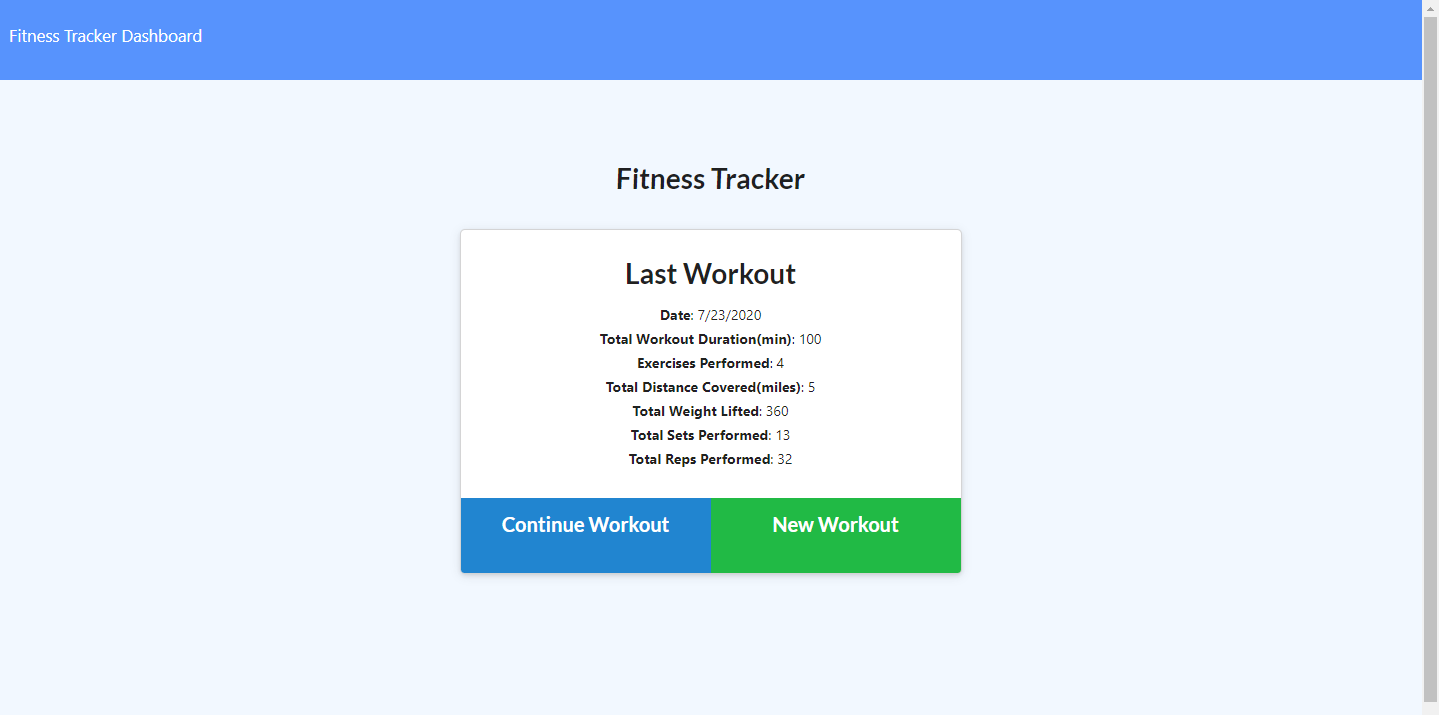 Fitness Tracker Dashboard
Fitness Tracker
Last Workout
Date: 7/23/2020
Total Workout Duration(min): 100
Exercises Performed: 4
Total Distance Covered(miles): 5
Total Weight Lifted: 360
Total Sets Performed: 13
Total Reps Performed: 32
Continue Workout
New Workout